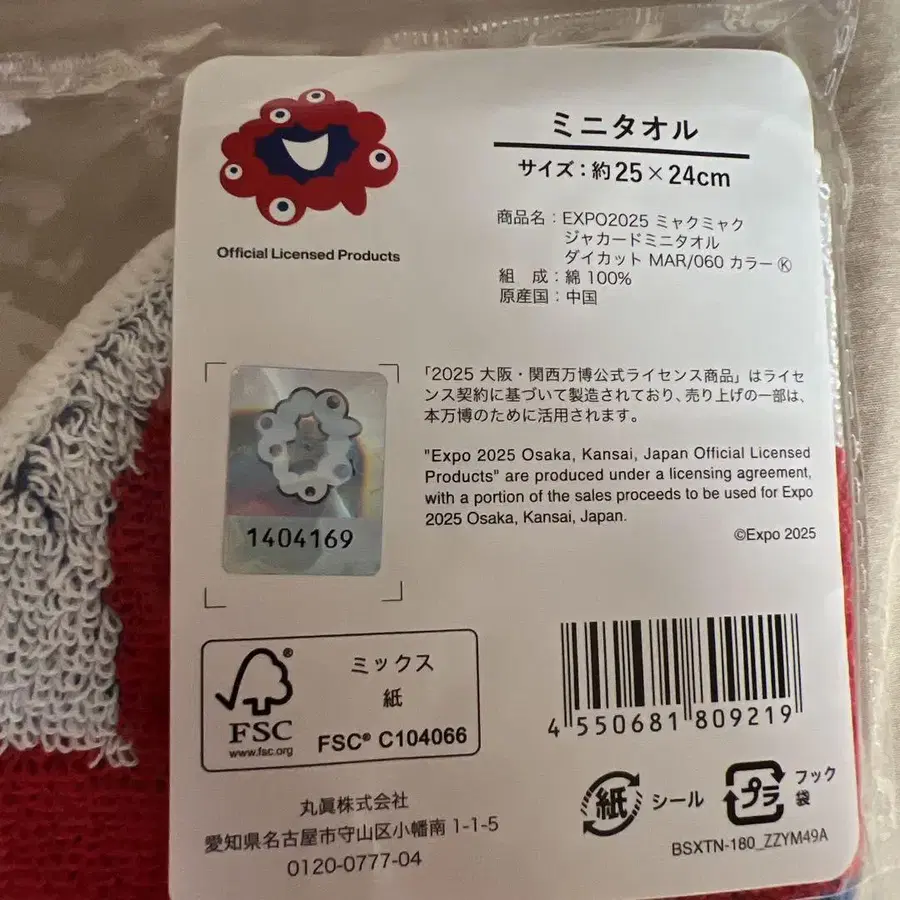 Official Licensed Products
ミニタオル
サイズ：約25×24cm
商品名：EXPO2025 ミャクミャク
ジャカードミニタオル
ダイカット MAR/060 カラーⓀ
組　成：綿 100%
原産国：中国
1404169
「2025 大阪・関西万博公式ライセンス商品」はライセ
ンス契約に基づいて製造されており、売り上げの一部は、
本万博のために活用されます。
"Expo 2025 Osaka, Kansai, Japan Official Licensed
Products" are produced under a licensing agreement,
with a portion of the sales proceeds to be used for Expo
2025 Osaka, Kansai, Japan.
©Expo 2025
FSC®
www.fsc.org
ミックス
紙
FSC® C104066
4 550681 809219
丸眞株式会社
愛知県名古屋市守山区小幡南 1-1-5
0120-0777-04
紙 シール
プラ フック
袋
BSXTN-180_ZZYM49A